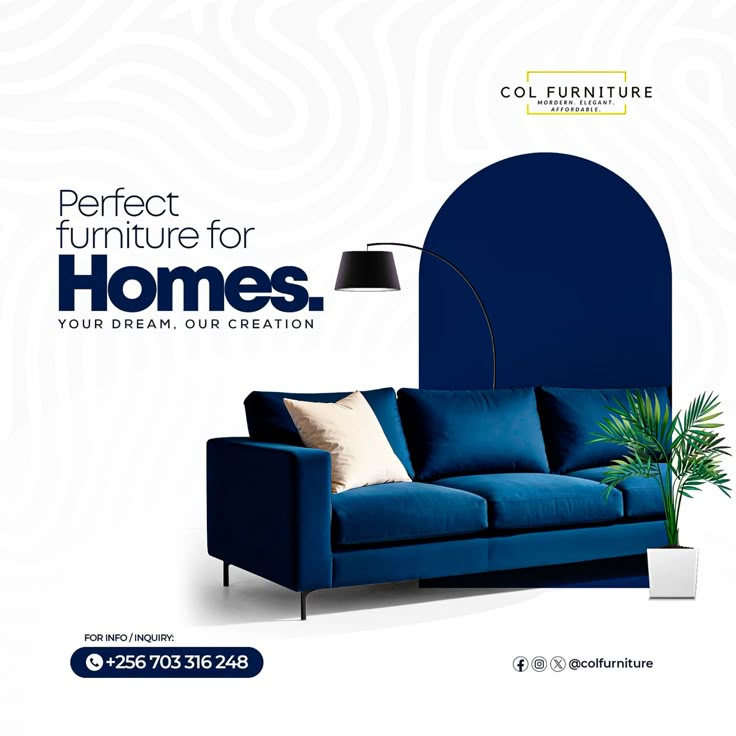 COL FURNITURE
MORDERN. ELEGANT.
AFFORDABLE.
Perfect
furniture for
Homes.
YOUR DREAM, OUR CREATION
FOR INFO / INQUIRY:
+256 703 316 248
@colfurniture